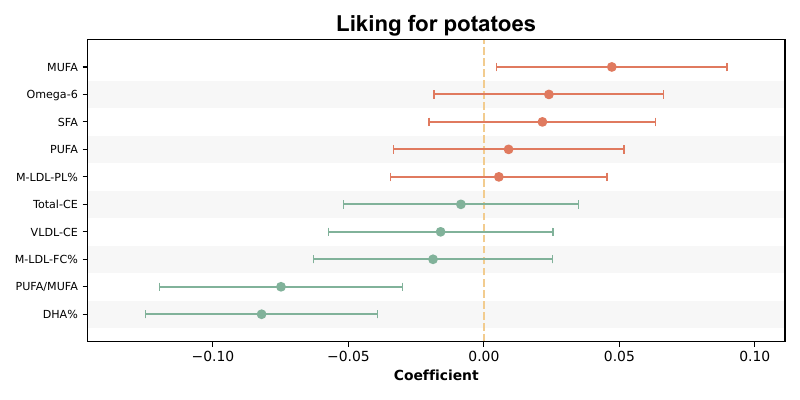 Liking for potatoes
MUFA
Omega-6
SFA
PUFA
M-LDL-PL%
Total-CE
VLDL-CE
M-LDL-FC%
PUFA/MUFA
DHA%
−0.10 −0.05 0.00 0.05 0.10
Coefficient